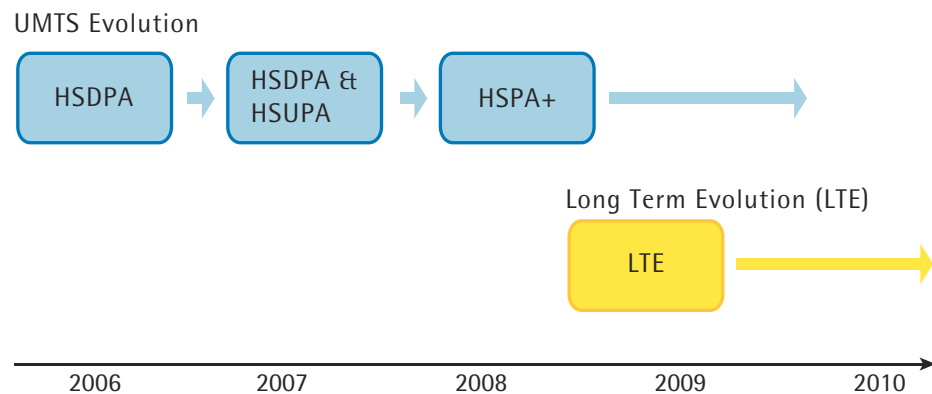 UMTS Evolution
HSDPA
HSDPA &
HSUPA
HSPA+
Long Term Evolution (LTE)
LTE
2006
2007
2008
2009
2010